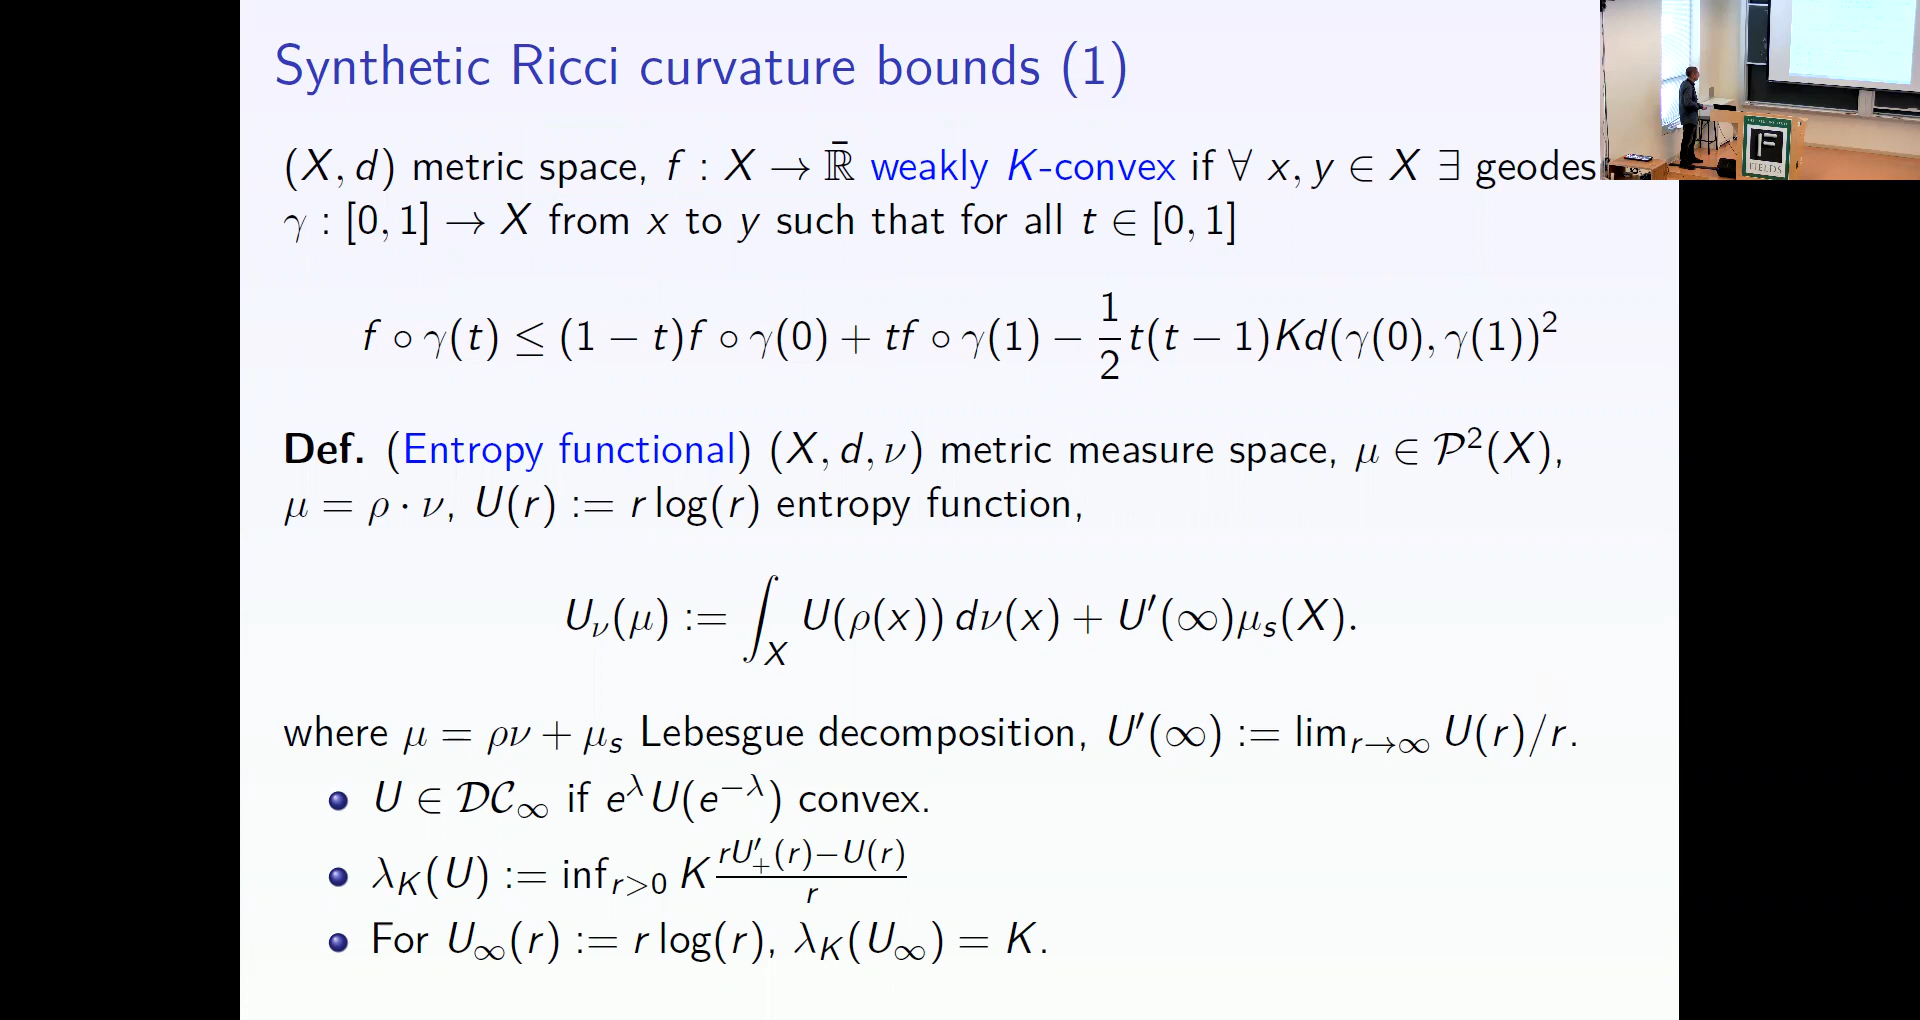 Synthetic Ricci curvature bounds (1)
(X, d) metric space, f : X → ℝ̄ weakly K-convex if ∀ x, y ∈ X ∃ geodes
γ : [0, 1] → X from x to y such that for all t ∈ [0, 1]
f ∘ γ(t) ≤ (1 − t)f ∘ γ(0) + tf ∘ γ(1) − 1/2 t(t − 1)Kd(γ(0), γ(1))²
Def. (Entropy functional) (X, d, ν) metric measure space, μ ∈ 𝒫²(X),
μ = ρ · ν, U(r) := r log(r) entropy function,
U_ν(μ) := ∫_X U(ρ(x)) dν(x) + U′(∞)μ_s(X).
where μ = ρν + μ_s Lebesgue decomposition, U′(∞) := lim_{r→∞} U(r)/r.
• U ∈ 𝒟𝒞_∞ if e^λ U(e^{−λ}) convex.
• λ_K(U) := inf_{r>0} K (rU′₊(r)−U(r))/r
• For U_∞(r) := r log(r), λ_K(U_∞) = K.
FIELDS